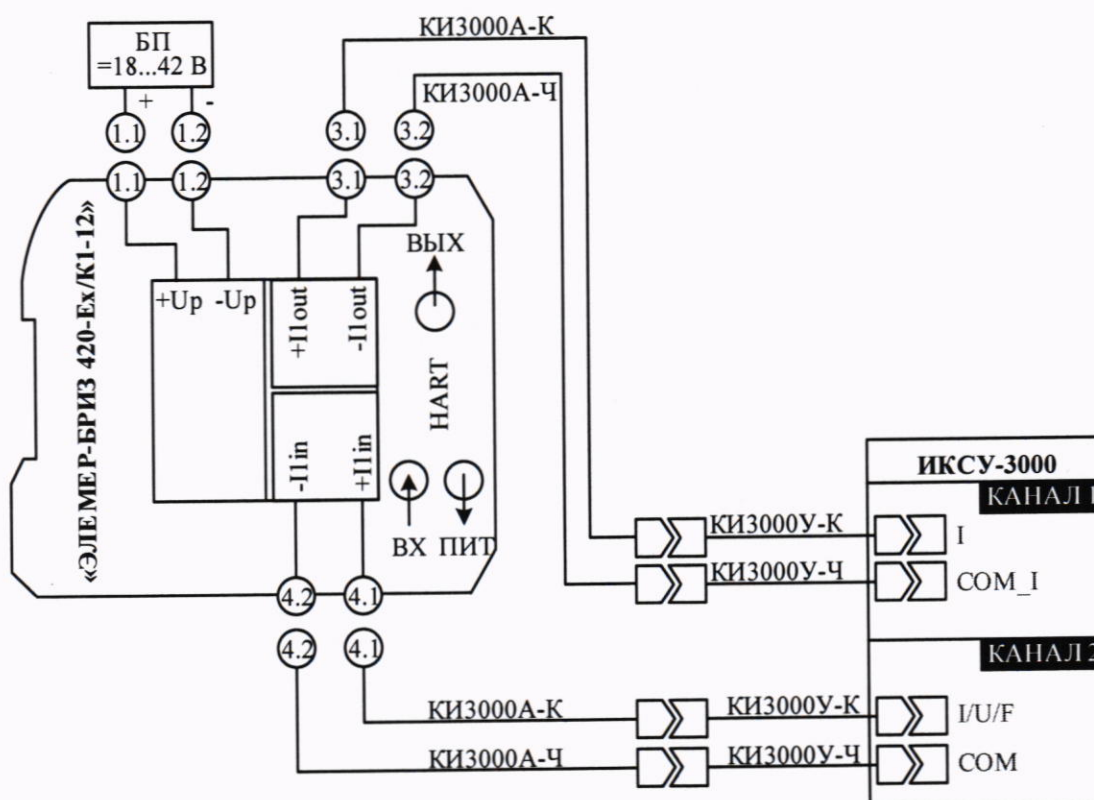 КИ3000А-К
БП
=18...42 В
КИ3000А-Ч
+
-
1.1
1.2
3.1
3.2
1.1
1.2
3.1
3.2
«ЭЛЕМЕР-БРИЗ 420-Ex/К1-12»
ВЫХ
+Up -Up
+I1out
-I1out
HART
-I1in
+I1in
ВХ ПИТ
4.2
4.1
4.2
4.1
ИКСУ-3000
КАНАЛ 1
КИ3000У-К
I
КИ3000У-Ч
COM_I
КАНАЛ 2
КИ3000А-К
КИ3000У-К
I/U/F
КИ3000А-Ч
КИ3000У-Ч
COM